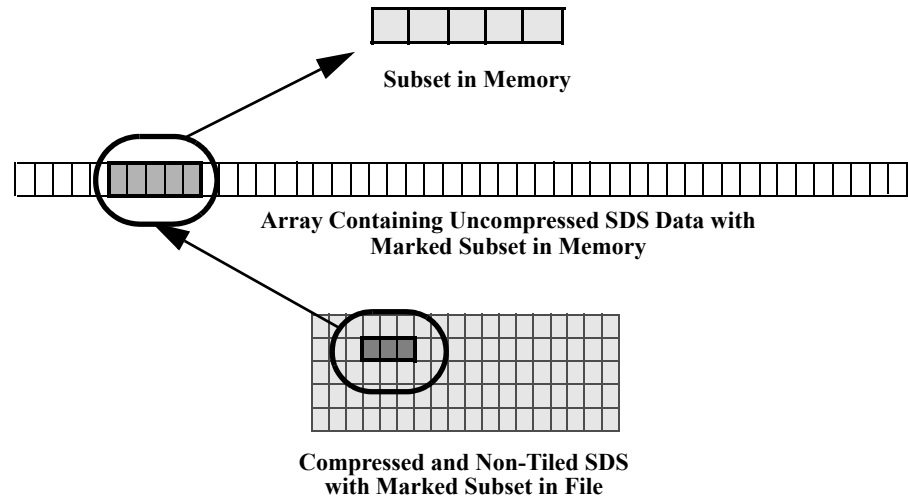 Subset in Memory
Array Containing Uncompressed SDS Data with
Marked Subset in Memory
Compressed and Non-Tiled SDS
with Marked Subset in File